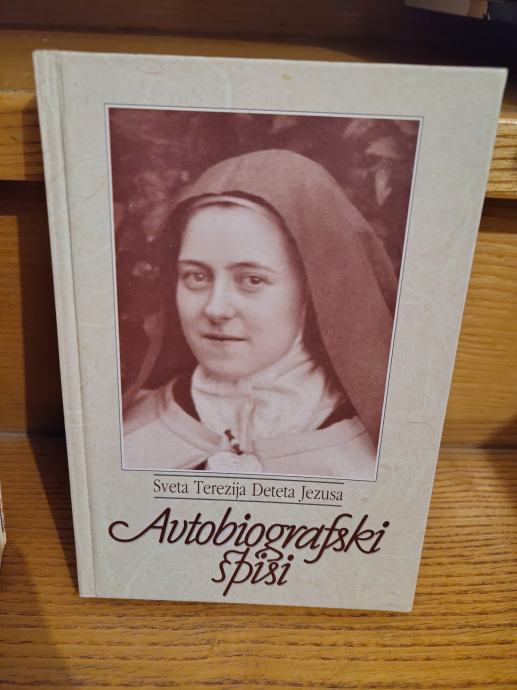 Sveta Terezija Deteta Jezusa
Avtobiografski
spisi